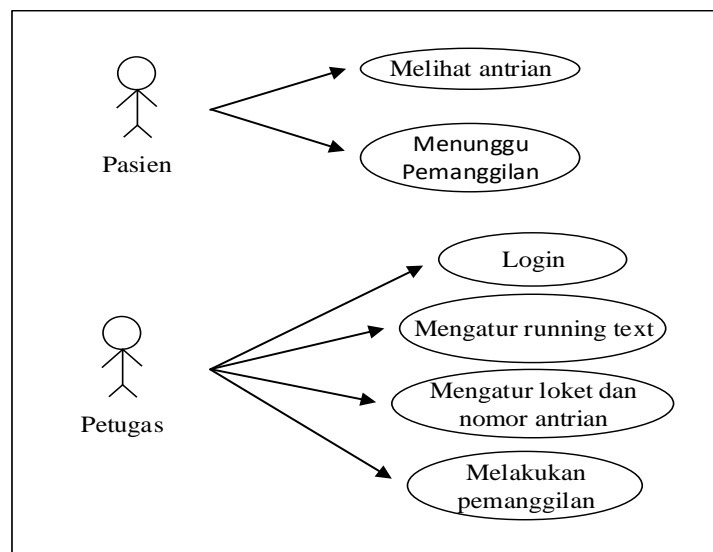 Melihat antrian
Menunggu
Pemanggilan
Pasien
Login
Mengatur running text
Mengatur loket dan
nomor antrian
Petugas
Melakukan
pemanggilan